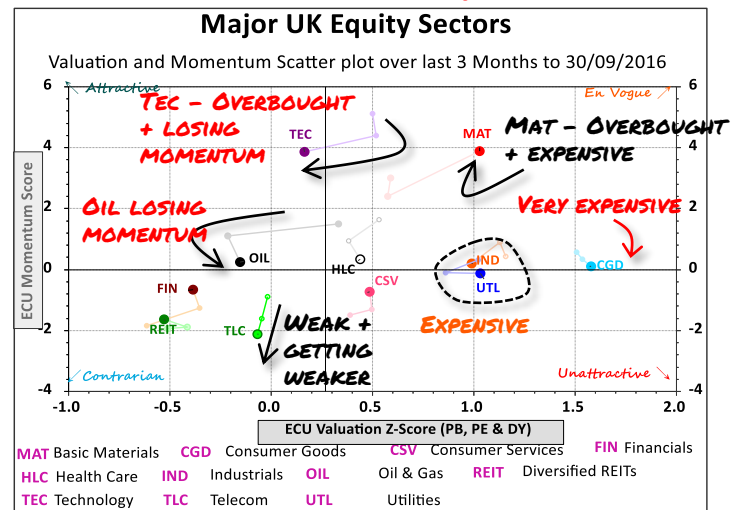 Major UK Equity Sectors
Valuation and Momentum Scatter plot over last 3 Months to 30/09/2016
6
Attractive
En Vogue
6
Tec - Overbought
+ losing
momentum
TEC
MAT
Mat - Overbought
+ expensive
4
4
Oil losing
momentum
Very expensive
2
2
OIL
HLC
IND
CGD
0
0
FIN
CSV
UTL
REIT
TLC
Weak +
getting
weaker
Expensive
-2
-2
Contrarian
Unattractive
-4
-4
ECU Momentum Score
-1.0 -0.5 0.0 0.5 1.0 1.5 2.0
ECU Valuation Z-Score (PB, PE & DY)
MAT Basic Materials CGD Consumer Goods CSV Consumer Services FIN Financials
HLC Health Care IND Industrials OIL Oil & Gas REIT Diversified REITs
TEC Technology TLC Telecom UTL Utilities